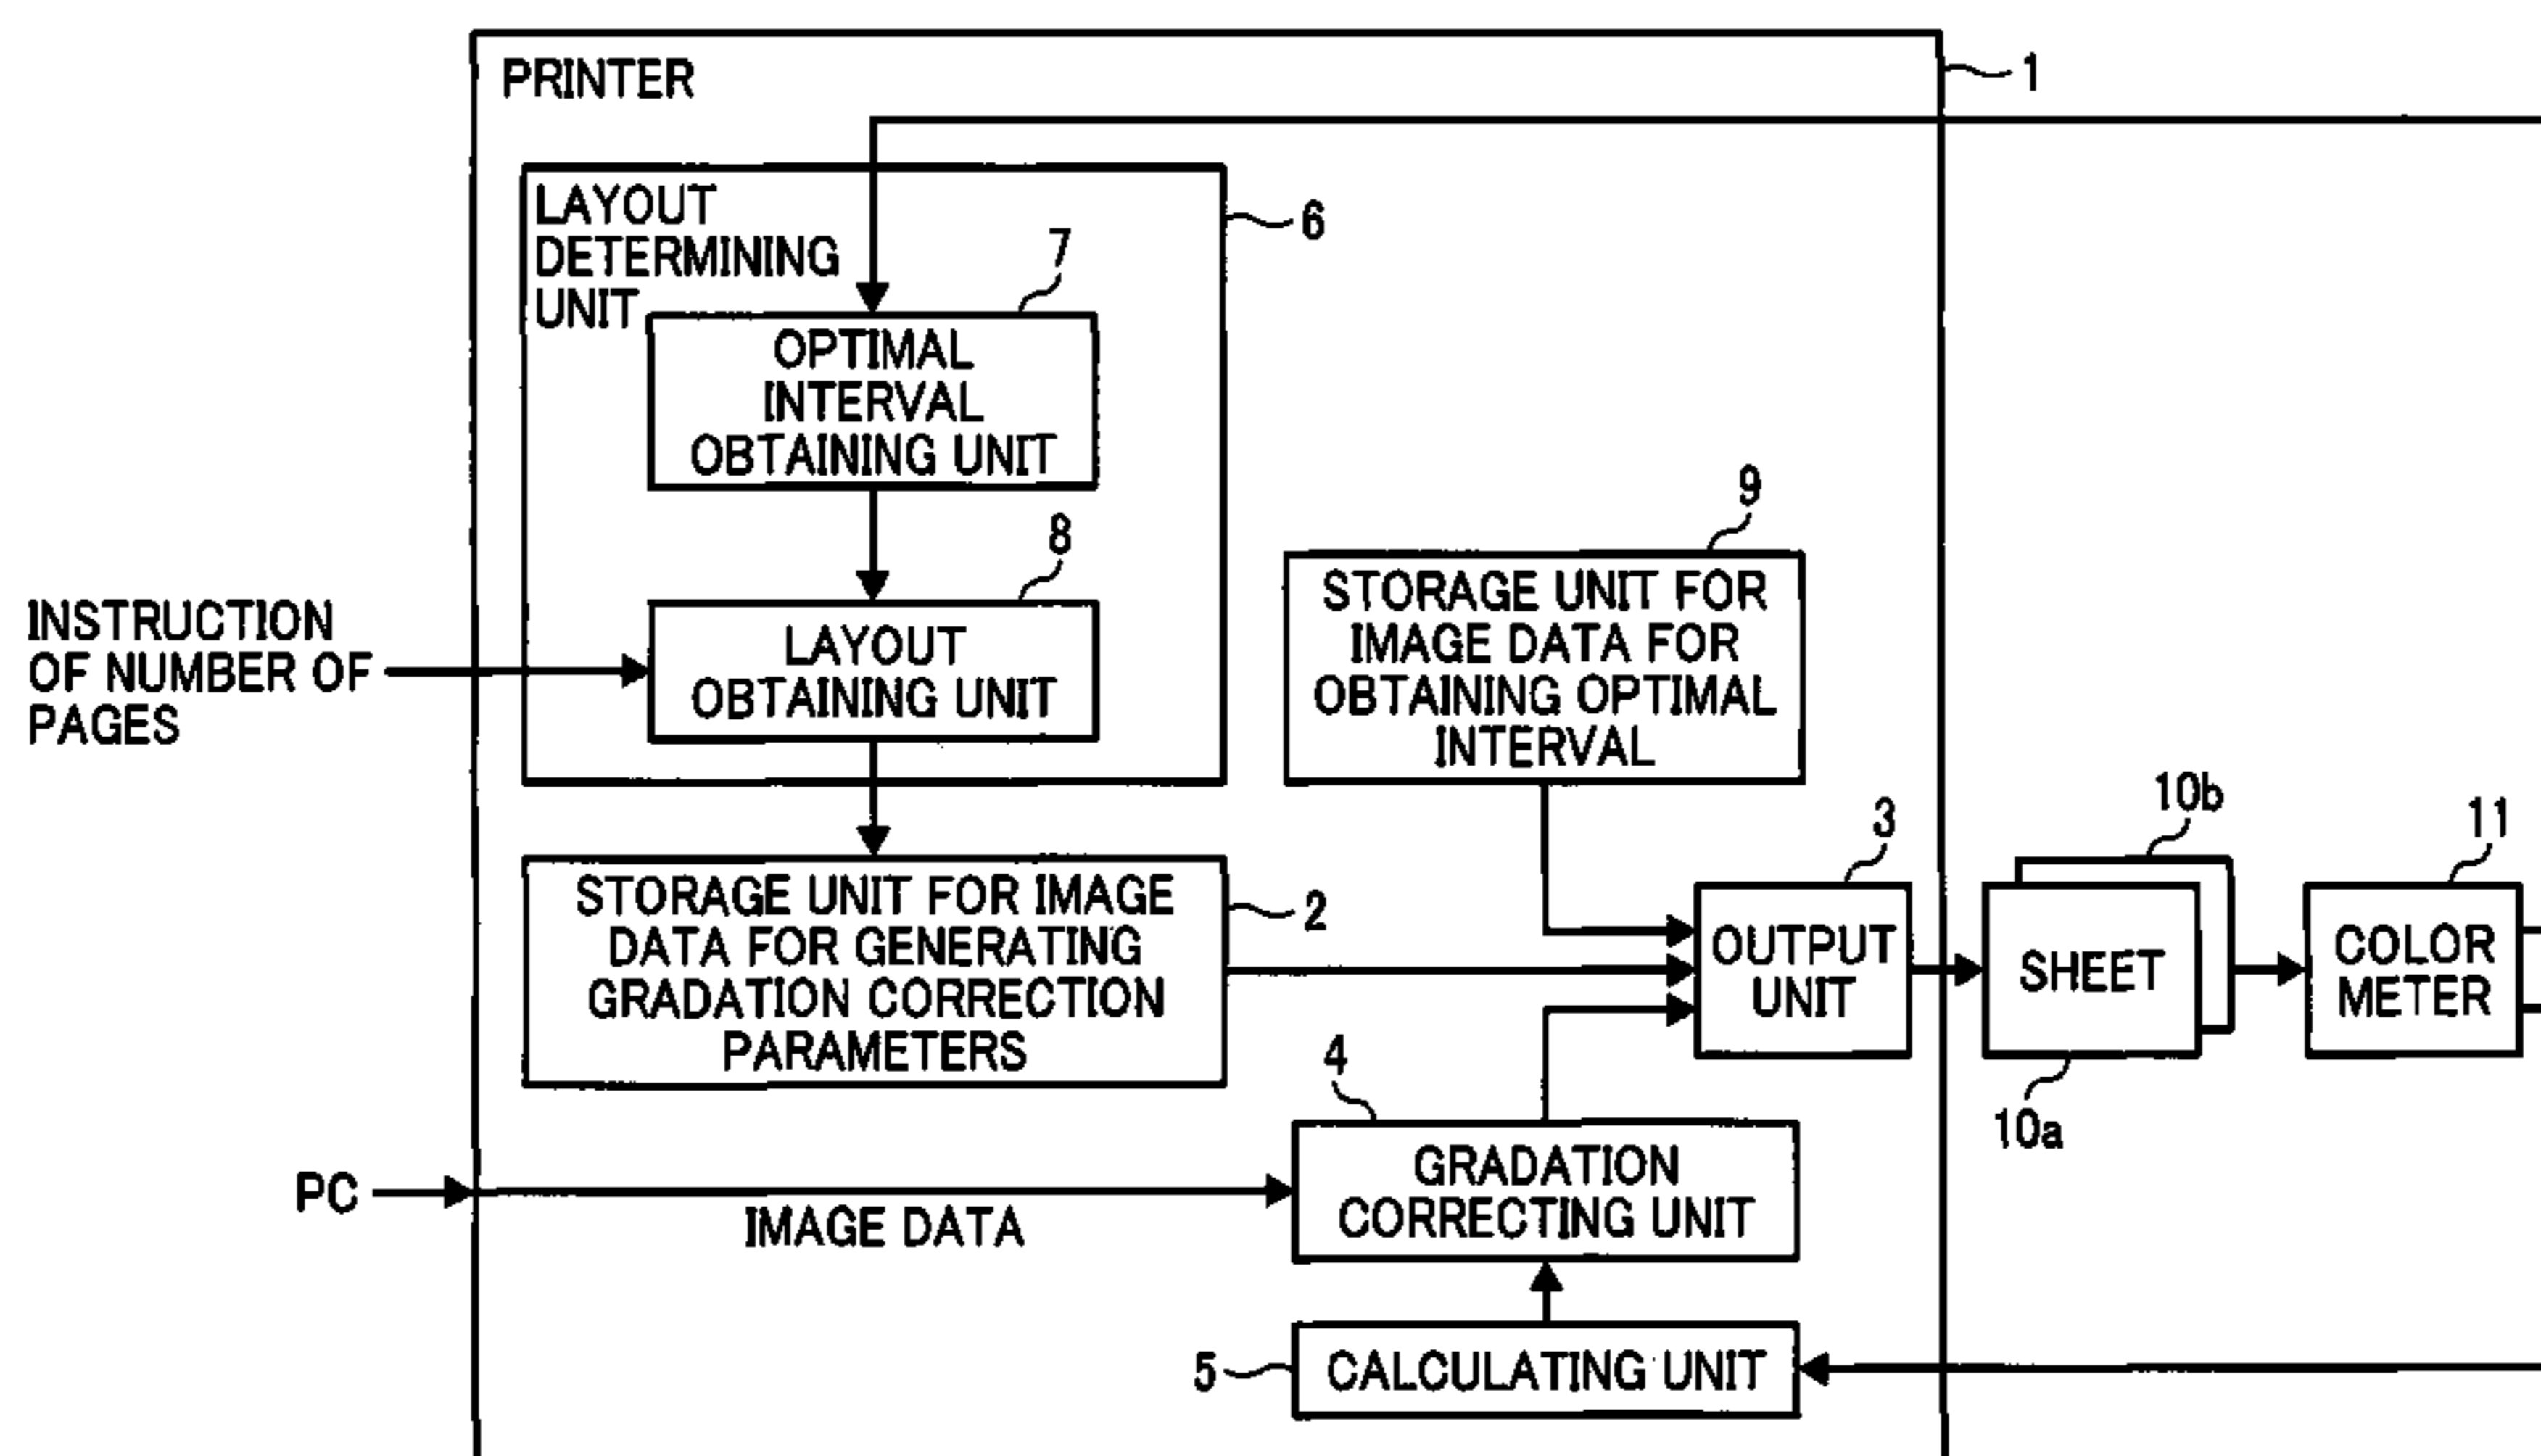 PRINTER
1
LAYOUT
DETERMINING
UNIT
6
7
OPTIMAL
INTERVAL
OBTAINING UNIT
8
LAYOUT
OBTAINING UNIT
INSTRUCTION
OF NUMBER OF
PAGES
9
STORAGE UNIT FOR
IMAGE DATA FOR
OBTAINING OPTIMAL
INTERVAL
STORAGE UNIT FOR IMAGE
DATA FOR GENERATING
GRADATION CORRECTION
PARAMETERS
2
3
OUTPUT
UNIT
10b
SHEET
10a
11
COLOR
METER
4
GRADATION
CORRECTING UNIT
PC
IMAGE DATA
5
CALCULATING UNIT